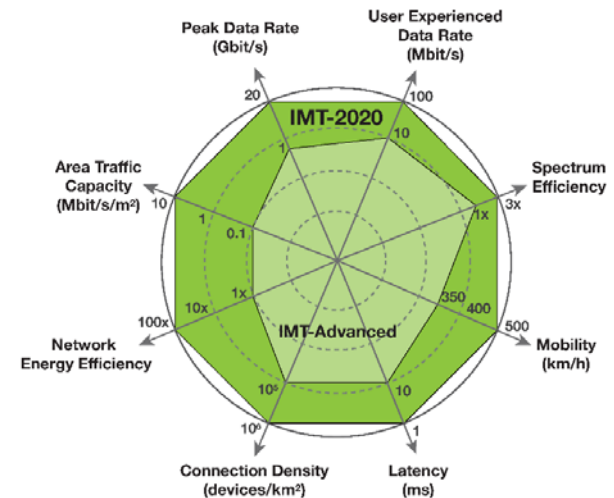 Peak Data Rate
(Gbit/s)
User Experienced
Data Rate
(Mbit/s)
20
100
IMT-2020
1
10
Area Traffic
Capacity
(Mbit/s/m²)
Spectrum
Efficiency
10
1
0.1
1x
3x
1x
350
400
500
10x
100x
Network
Energy Efficiency
IMT-Advanced
Mobility
(km/h)
10⁵
10
10⁶
1
Connection Density
(devices/km²)
Latency
(ms)